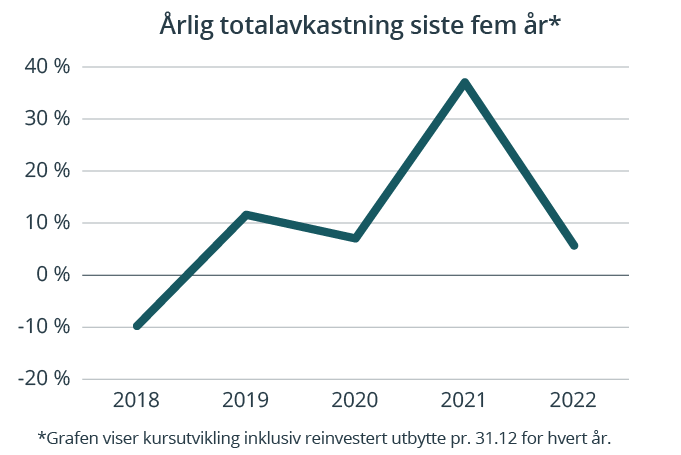 Årlig totalavkastning siste fem år*
40 %
30 %
20 %
10 %
0 %
-10 %
-20 %
2018 2019 2020 2021 2022
*Grafen viser kursutvikling inklusiv reinvestert utbytte pr. 31.12 for hvert år.